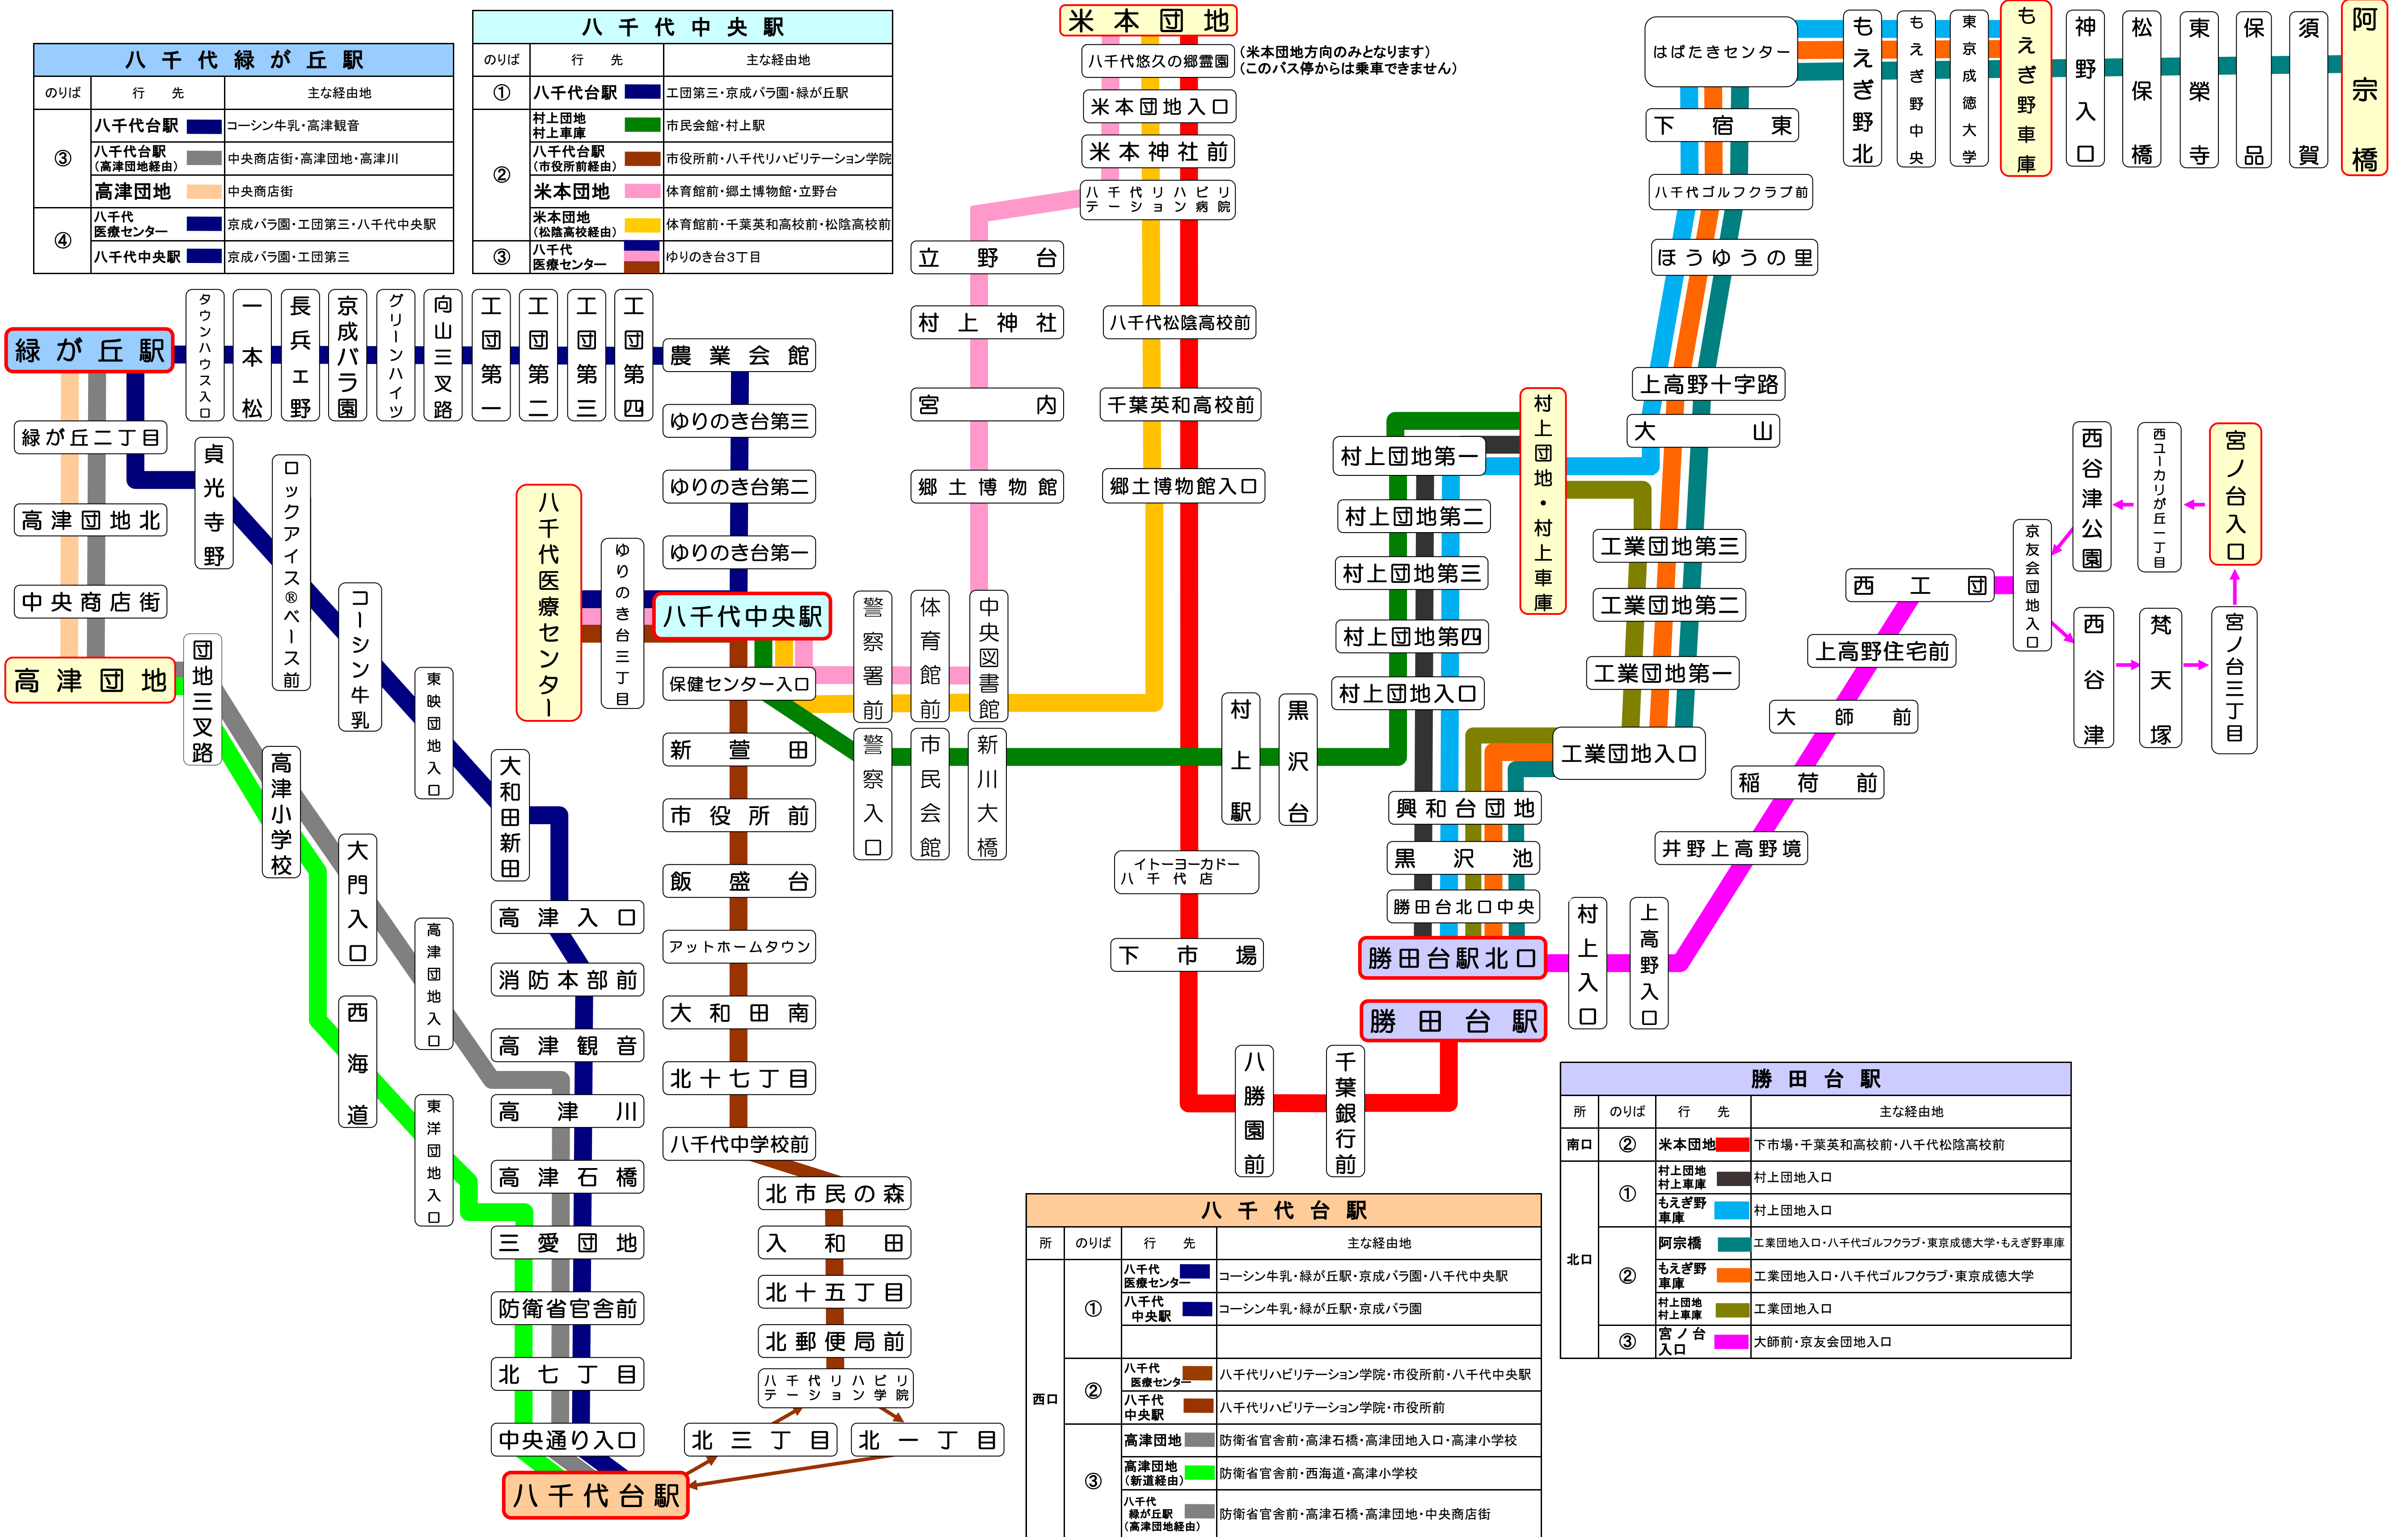 八千代緑が丘駅
のりば 行先 主な経由地
③ 八千代台駅 コーシン牛乳・高津観音
八千代台駅
(高津団地経由) 中央商店街・高津団地・高津川
高津団地 中央商店街
④ 八千代
医療センター 京成バラ園・工団第三・八千代中央駅
八千代中央駅 京成バラ園・工団第三
八千代中央駅
のりば 行先 主な経由地
① 八千代台駅 工団第三・京成バラ園・緑が丘駅
② 村上団地
村上車庫 市民会館・村上駅
八千代台駅
(市役所前経由) 市役所前・八千代リハビリテーション学院
米本団地 体育館前・郷土博物館・立野台
米本団地
(松陰高校経由) 体育館前・千葉英和高校前・松陰高校前
③ 八千代
医療センター ゆりのき台3丁目
米本団地
八千代悠久の郷霊園
(米本団地方向のみとなります)
(このバス停からは乗車できません)
米本団地入口
米本神社前
八千代リハビリ
テーション病院
立野台
村上神社
宮内
郷土博物館
八千代松陰高校前
千葉英和高校前
郷土博物館入口
イトーヨーカドー
八千代店
下市場
八勝園前
千葉銀行前
勝田台駅
はばたきセンター
もえぎ野北
もえぎ野中央
東京成徳大学
もえぎ野車庫
神野入口
松保橋
東榮寺
保品
須賀
阿宗橋
下宿東
八千代ゴルフクラブ前
ほうゆうの里
上高野十字路
大山
工業団地第三
工業団地第二
工業団地第一
工業団地入口
村上団地・村上車庫
村上団地第一
村上団地第二
村上団地第三
村上団地第四
村上団地入口
興和台団地
黒沢池
勝田台北口中央
勝田台駅北口
村上入口
上高野入口
井野上高野境
稲荷前
大師前
上高野住宅前
西工団
京友会団地入口
西谷津
梵天塚
宮ノ台三丁目
宮ノ台入口
西ユーカリが丘一丁目
西谷津公園
緑が丘駅
タウンハウス入口
一本松
長兵エ野
京成バラ園
グリーンハイツ
向山三叉路
工団第一
工団第二
工団第三
工団第四
農業会館
ゆりのき台第三
ゆりのき台第二
ゆりのき台第一
八千代中央駅
ゆりのき台三丁目
八千代医療センター
緑が丘二丁目
高津団地北
中央商店街
高津団地
団地三叉路
高津小学校
大門入口
高津団地入口
西海道
東洋団地入口
貞光寺野
ロックアイス®ベース前
コーシン牛乳
東映団地入口
大和田新田
高津入口
消防本部前
高津観音
高津川
高津石橋
三愛団地
防衛省官舎前
北七丁目
中央通り入口
八千代台駅
保健センター入口
新萱田
市役所前
飯盛台
アットホームタウン
大和田南
北十七丁目
八千代中学校前
北市民の森
入和田
北十五丁目
北郵便局前
八千代リハビリ
テーション学院
北三丁目
北一丁目
警察署前
体育館前
中央図書館
警察入口
市民会館
新川大橋
村上駅
黒沢台
勝田台駅
所 のりば 行先 主な経由地
南口 ② 米本団地 下市場・千葉英和高校前・八千代松陰高校前
北口 ① 村上団地
村上車庫 村上団地入口
もえぎ野
車庫 村上団地入口
② 阿宗橋 工業団地入口・八千代ゴルフクラブ・東京成徳大学・もえぎ野車庫
もえぎ野
車庫 工業団地入口・八千代ゴルフクラブ・東京成徳大学
村上団地
村上車庫 工業団地入口
③ 宮ノ台
入口 大師前・京友会団地入口
八千代台駅
所 のりば 行先 主な経由地
西口 ① 八千代
医療センター コーシン牛乳・緑が丘駅・京成バラ園・八千代中央駅
八千代
中央駅 コーシン牛乳・緑が丘駅・京成バラ園
② 八千代
医療センター 八千代リハビリテーション学院・市役所前・八千代中央駅
八千代
中央駅 八千代リハビリテーション学院・市役所前
③ 高津団地 防衛省官舎前・高津石橋・高津団地入口・高津小学校
高津団地
(新道経由) 防衛省官舎前・西海道・高津小学校
八千代
緑が丘駅
(高津団地経由) 防衛省官舎前・高津石橋・高津団地・中央商店街